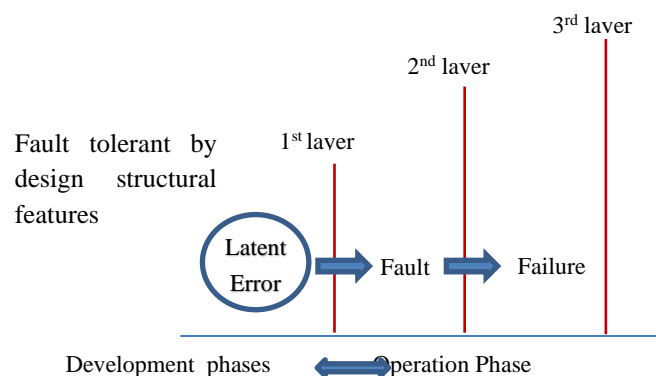 3rd laver
2nd laver
1st laver
Fault tolerant by
design structural
features
Latent
Error
Fault
Failure
Development phases
Operation Phase